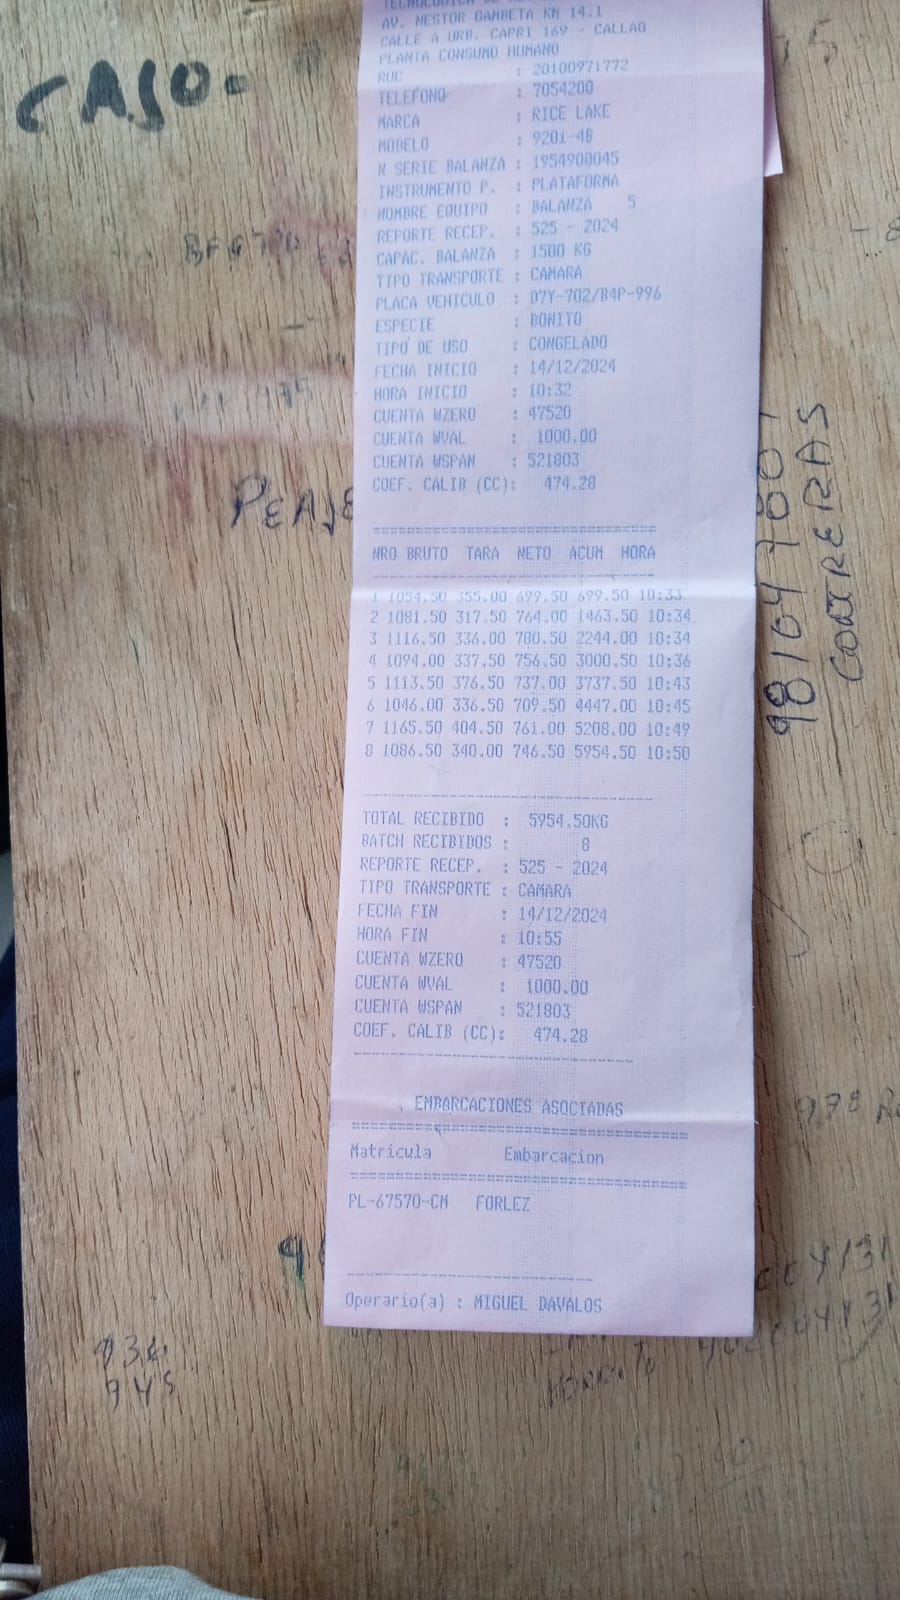 TECNOLOGICA DE
AV. NESTOR GAMBETA KM 14.1
CALLE A URB. CAPRI 169 - CALLAO
PLANTA CONSUMO HUMANO
RUC : 20100971772
TELEFONO : 7054200
MARCA : RICE LAKE
MODELO : 920i-4B
N SERIE BALANZA : 1954900045
INSTRUMENTO P. : PLATAFORMA
NOMBRE EQUIPO : BALANZA 5
REPORTE RECEP. : 525 - 2024
CAPAC. BALANZA : 1500 KG
TIPO TRANSPORTE : CAMARA
PLACA VEHICULO : D7Y-702/B4P-996
ESPECIE : BONITO
TIPO DE USO : CONGELADO
FECHA INICIO : 14/12/2024
HORA INICIO : 10:32
CUENTA WZERO : 47520
CUENTA WVAL : 1000.00
CUENTA WSPAN : 521803
COEF. CALIB (CC): 474.28
NRO BRUTO TARA NETO ACUM HORA
1 1054.50 355.00 699.50 699.50 10:33
2 1081.50 317.50 764.00 1463.50 10:34
3 1116.50 336.00 780.50 2244.00 10:34
4 1094.00 337.50 756.50 3000.50 10:36
5 1113.50 376.50 737.00 3737.50 10:43
6 1046.00 336.50 709.50 4447.00 10:45
7 1165.50 404.50 761.00 5208.00 10:49
8 1086.50 340.00 746.50 5954.50 10:50
TOTAL RECIBIDO : 5954.50KG
BATCH RECIBIDOS : 8
REPORTE RECEP. : 525 - 2024
TIPO TRANSPORTE : CAMARA
FECHA FIN : 14/12/2024
HORA FIN : 10:55
CUENTA WZERO : 47520
CUENTA WVAL : 1000.00
CUENTA WSPAN : 521803
COEF. CALIB (CC): 474.28
EMBARCACIONES ASOCIADAS
Matricula Embarcacion
PL-67570-CM FORLEZ
Operario(a) : MIGUEL DAVALOS
CASO.
PEAJE
CONTRERAS
936
945